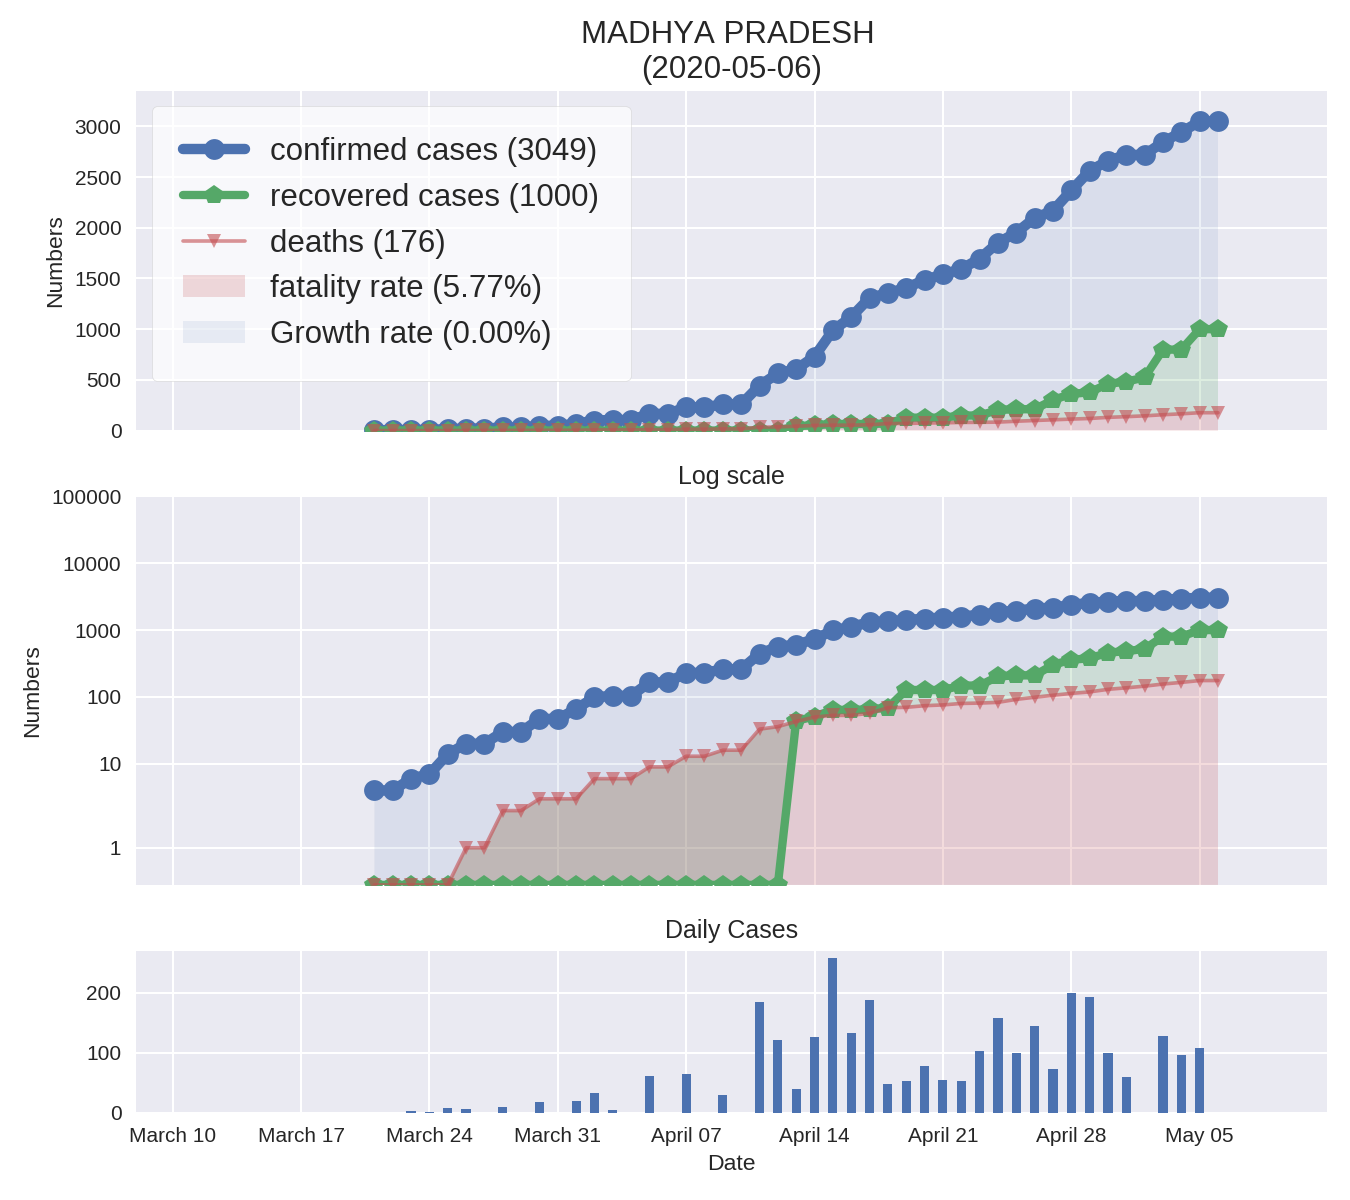 MADHYA PRADESH
(2020-05-06)
3000
2500
2000
1500
1000
500
0
Numbers
confirmed cases (3049)
recovered cases (1000)
deaths (176)
fatality rate (5.77%)
Growth rate (0.00%)
Log scale
100000
10000
1000
100
10
1
Numbers
Daily Cases
200
100
0
March 10 March 17 March 24 March 31 April 07 April 14 April 21 April 28 May 05
Date